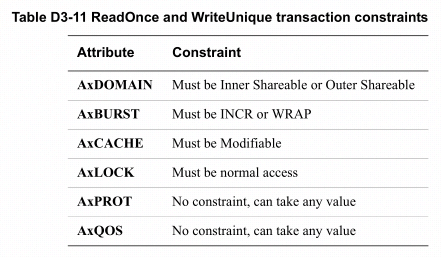 Table D3-11 ReadOnce and WriteUnique transaction constraints
Attribute Constraint
AxDOMAIN Must be Inner Shareable or Outer Shareable
AxBURST Must be INCR or WRAP
AxCACHE Must be Modifiable
AxLOCK Must be normal access
AxPROT No constraint, can take any value
AxQOS No constraint, can take any value